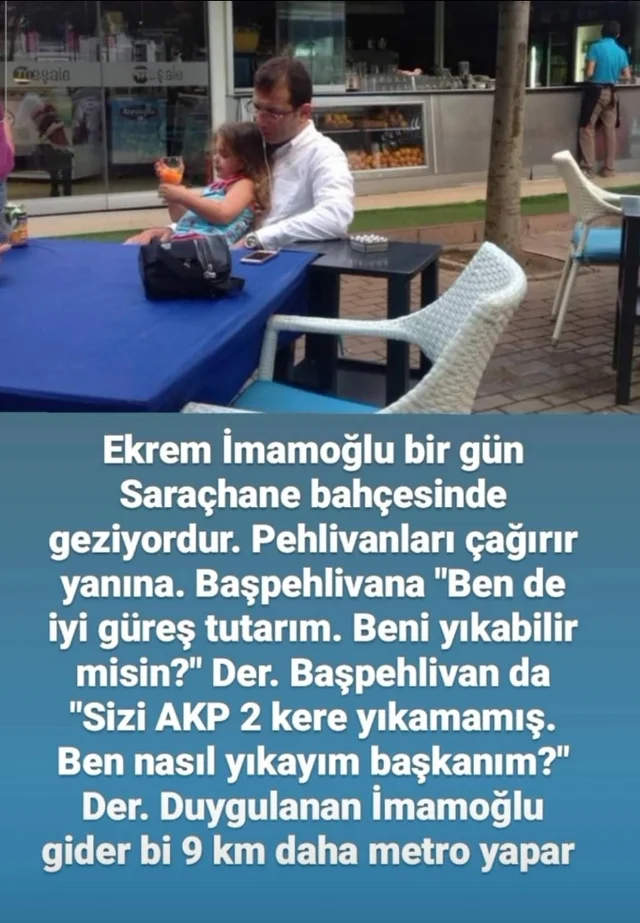 megale
Ekrem İmamoğlu bir gün
Saraçhane bahçesinde
geziyordur. Pehlivanları çağırır
yanına. Başpehlivana "Ben de
iyi güreş tutarım. Beni yıkabilir
misin?" Der. Başpehlivan da
"Sizi AKP 2 kere yıkamamış.
Ben nasıl yıkayım başkanım?"
Der. Duygulanan İmamoğlu
gider bi 9 km daha metro yapar